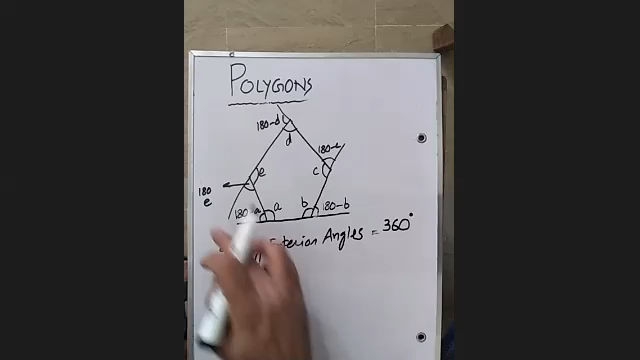 POLYGONS
180-d
d
180-c
c
e
180
e
180-a
a
b
180-b
Exterior Angles = 360°